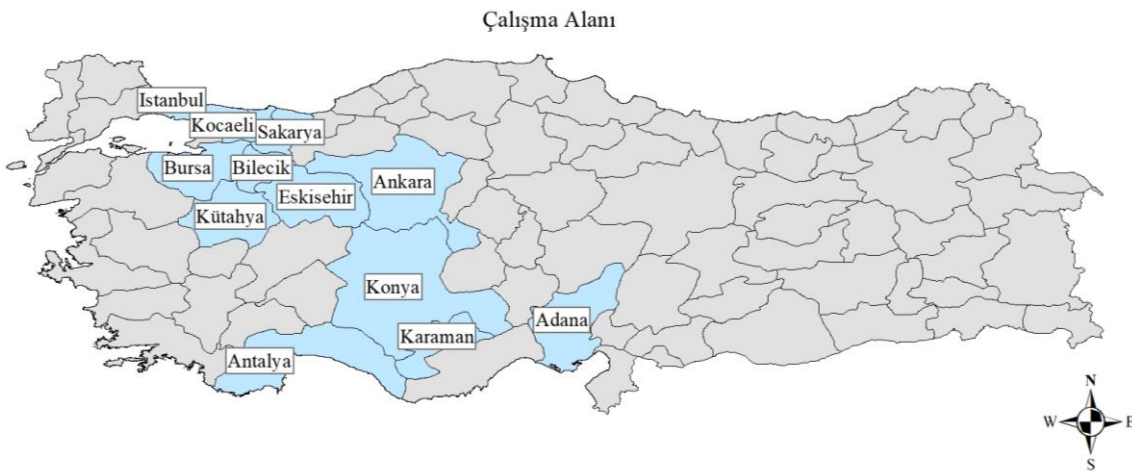 Çalışma Alanı
Istanbul
Kocaeli
Sakarya
Bursa
Bilecik
Eskisehir
Ankara
Kütahya
Konya
Karaman
Adana
Antalya
N
W
E
S